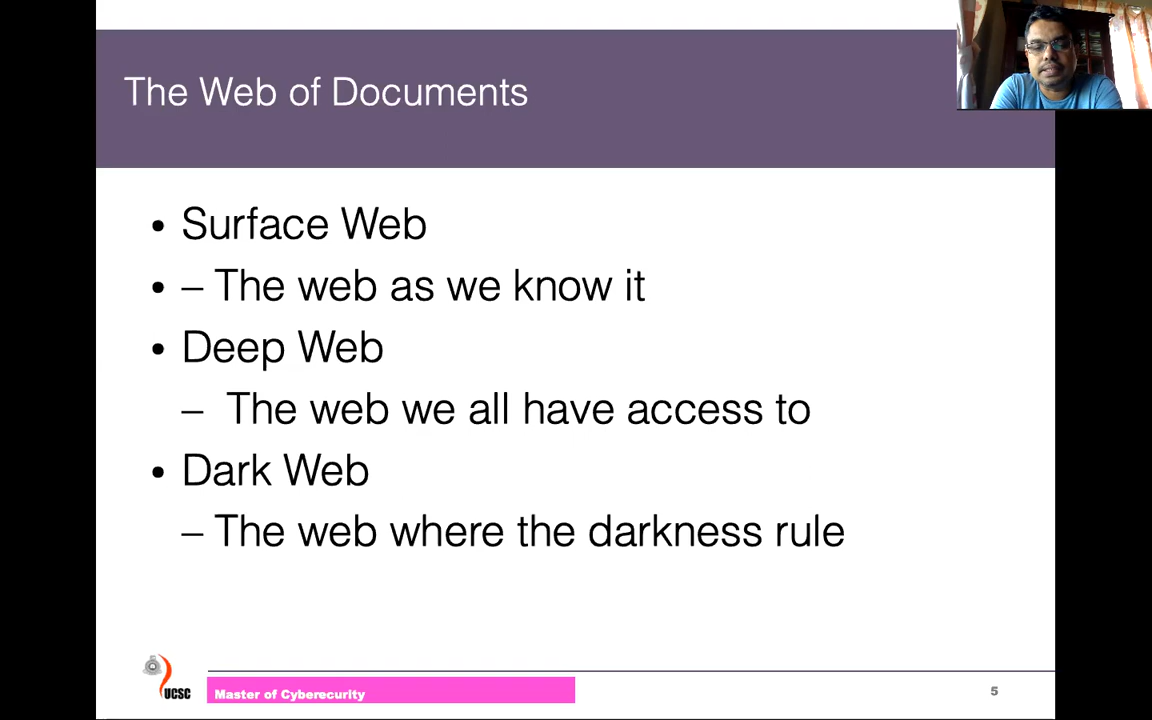 The Web of Documents
• Surface Web
• – The web as we know it
• Deep Web
– The web we all have access to
• Dark Web
– The web where the darkness rule
UCSC
Master of Cyberecurity
5